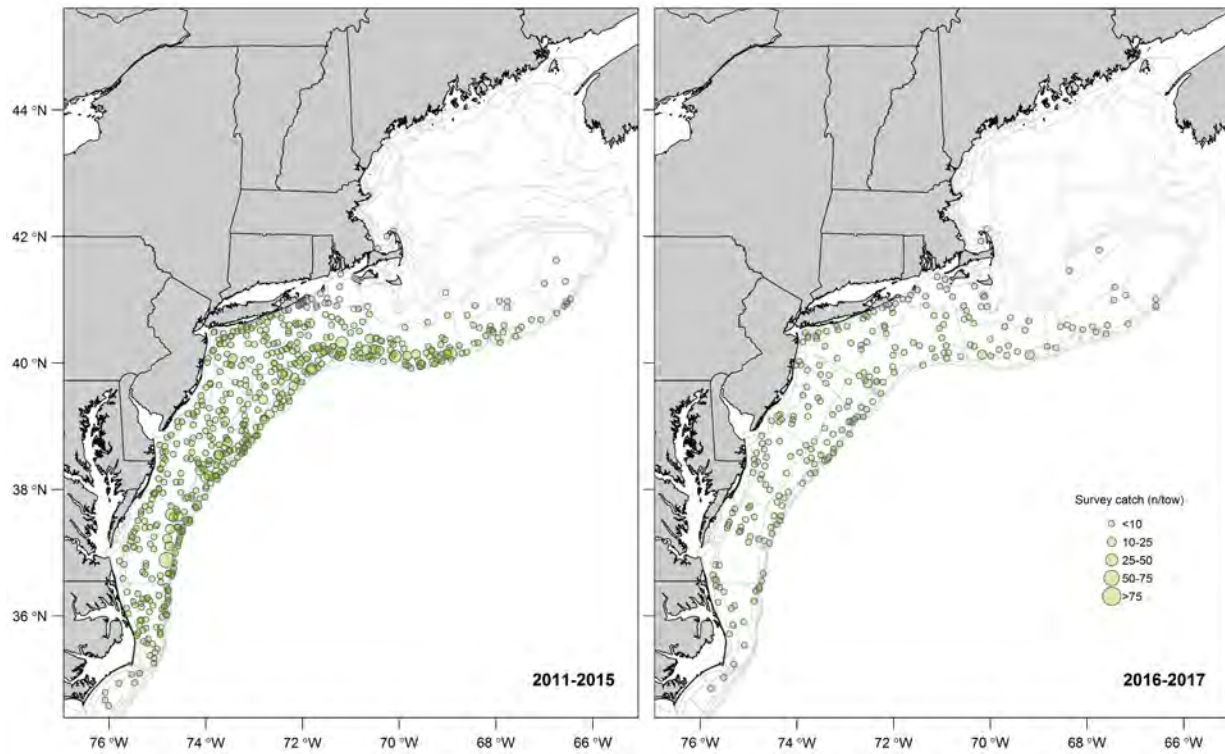 44 °N
42 °N
40 °N
38 °N
36 °N
2011-2015
76 °W 74 °W 72 °W 70 °W 68 °W 66 °W
Survey catch (n/tow)
<10
10-25
25-50
50-75
>75
2016-2017
76 °W 74 °W 72 °W 70 °W 68 °W 66 °W